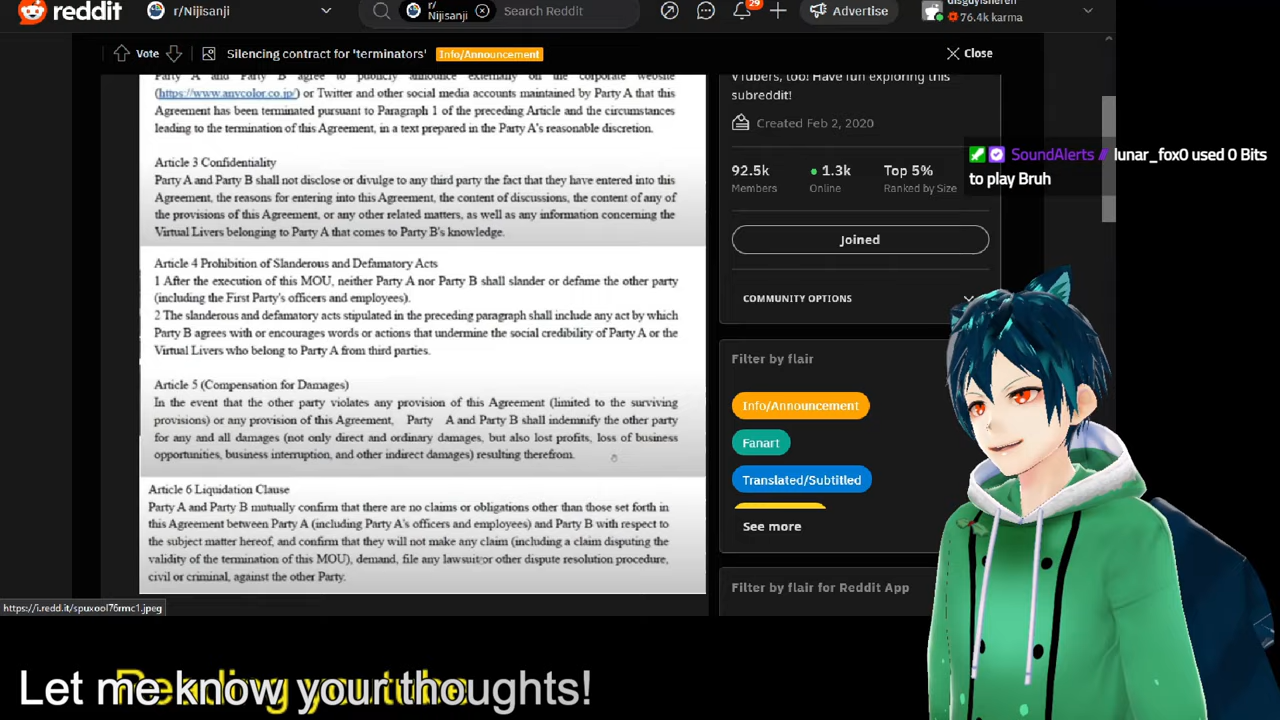 reddit
r/Nijisanji
r/
Nijisanji
Search Reddit
29
Advertise
76.4k karma
Vote
Silencing contract for 'terminators'
Info/Announcement
Close
Party A and Party B agree to publicly announce externally on the corporate website
(https://www.anycolor.co.jp/) or Twitter and other social media accounts maintained by Party A that this
Agreement has been terminated pursuant to Paragraph 1 of the preceding Article and the circumstances
leading to the termination of this Agreement, in a text prepared in the Party A's reasonable discretion.
Article 3 Confidentiality
Party A and Party B shall not disclose or divulge to any third party the fact that they have entered into this
Agreement, the reasons for entering into this Agreement, the content of discussions, the content of any of
the provisions of this Agreement, or any other related matters, as well as any information concerning the
Virtual Livers belonging to Party A that comes to Party B's knowledge.
Article 4 Prohibition of Slanderous and Defamatory Acts
1 After the execution of this MOU, neither Party A nor Party B shall slander or defame the other party
(including the First Party's officers and employees).
2 The slanderous and defamatory acts stipulated in the preceding paragraph shall include any act by which
Party B agrees with or encourages words or actions that undermine the social credibility of Party A or the
Virtual Livers who belong to Party A from third parties.
Article 5 (Compensation for Damages)
In the event that the other party violates any provision of this Agreement (limited to the surviving
provisions) or any provision of this Agreement, Party A and Party B shall indemnify the other party
for any and all damages (not only direct and ordinary damages, but also lost profits, loss of business
opportunities, business interruption, and other indirect damages) resulting therefrom.
Article 6 Liquidation Clause
Party A and Party B mutually confirm that there are no claims or obligations other than those set forth in
this Agreement between Party A (including Party A's officers and employees) and Party B with respect to
the subject matter hereof, and confirm that they will not make any claim (including a claim disputing the
validity of the termination of this MOU), demand, file any lawsuit or other dispute resolution procedure,
civil or criminal, against the other Party.
VTubers, too! Have fun exploring this
subreddit!
Created Feb 2, 2020
92.5k
Members
1.3k
Online
Top 5%
Ranked by Size
Joined
COMMUNITY OPTIONS
Filter by flair
Info/Announcement
Fanart
Translated/Subtitled
See more
Filter by flair for Reddit App
SoundAlerts // lunar_fox0 used 0 Bits
to play Bruh
https://i.redd.it/spuxool76rmc1.jpeg
Let me know your thoughts!